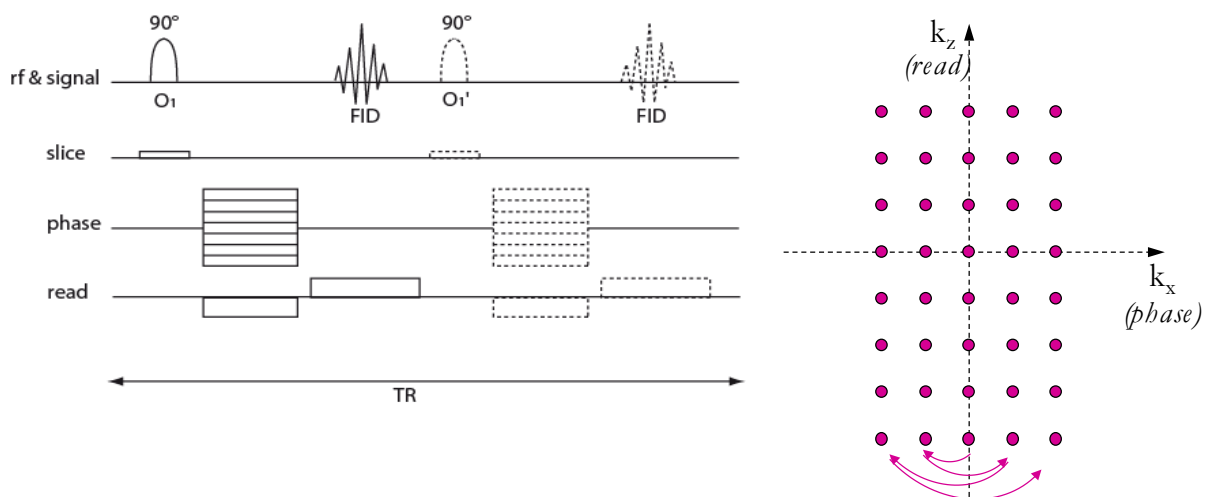 90°
90°
rf & signal
O₁
FID
O₁'
FID
slice
phase
read
TR
k_z
(read)
k_x
(phase)